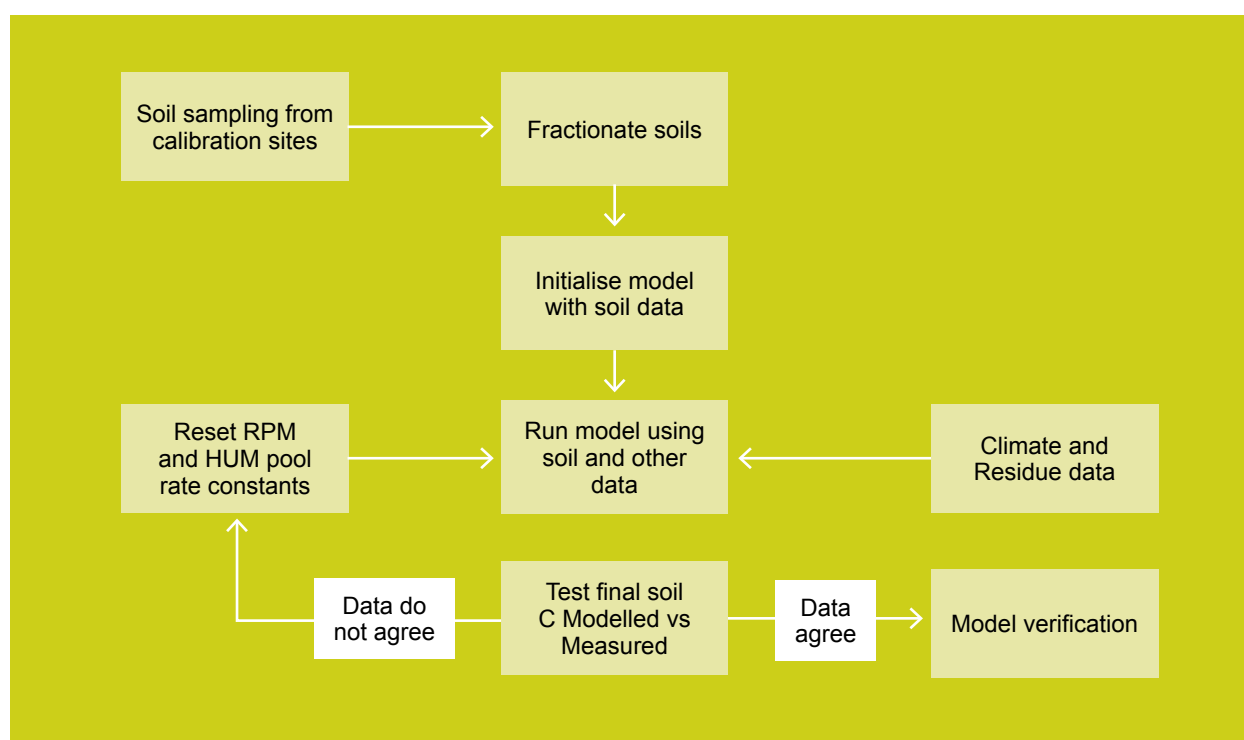 Soil sampling from
calibration sites
Fractionate soils
Initialise model
with soil data
Reset RPM
and HUM pool
rate constants
Run model using
soil and other
data
Climate and
Residue data
Data do
not agree
Test final soil
C Modelled vs
Measured
Data
agree
Model verification